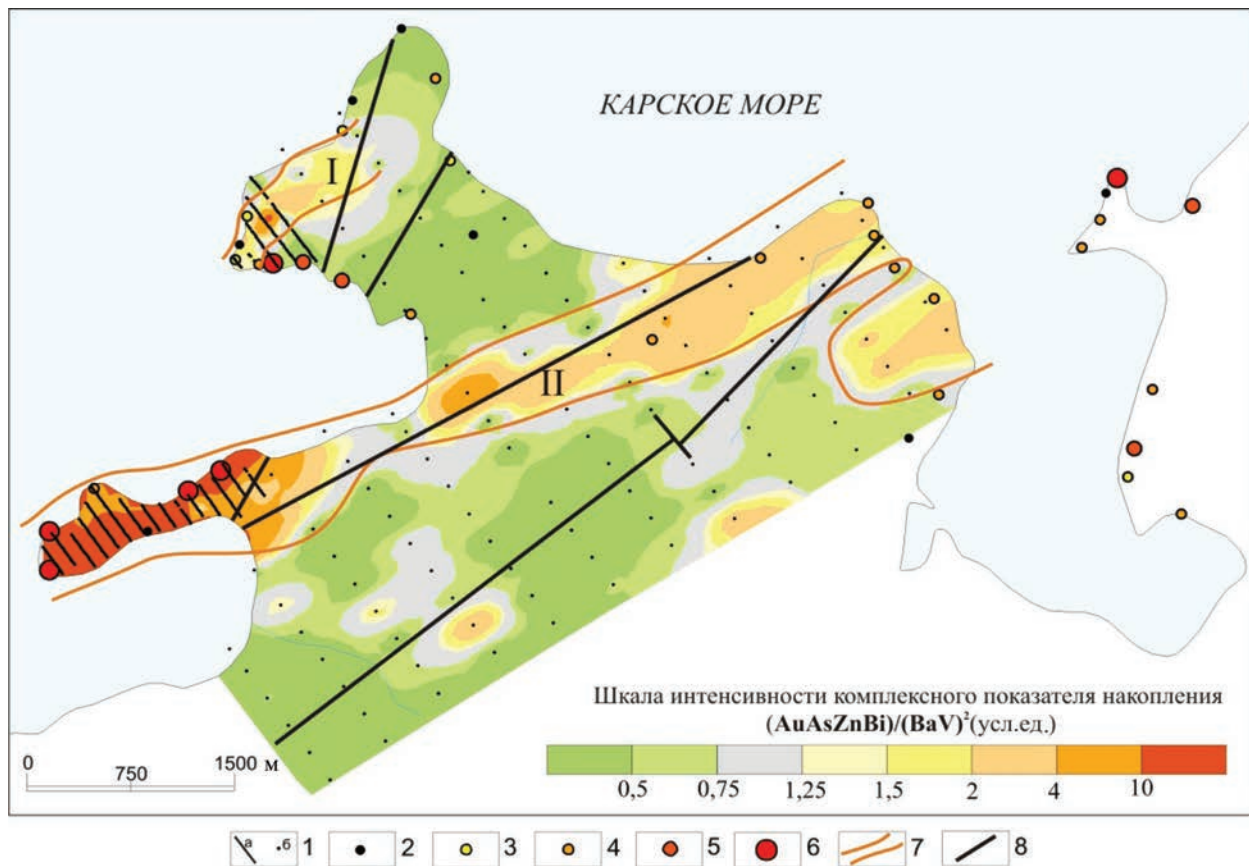 КАРСКОЕ МОРЕ
I
II
Шкала интенсивности комплексного показателя накопления
(AuAsZnBi)/(BaV)²(усл.ед.)
0,5 0,75 1,25 1,5 2 4 10
0 750 1500 м
а б 1 2 3 4 5 6 7 8